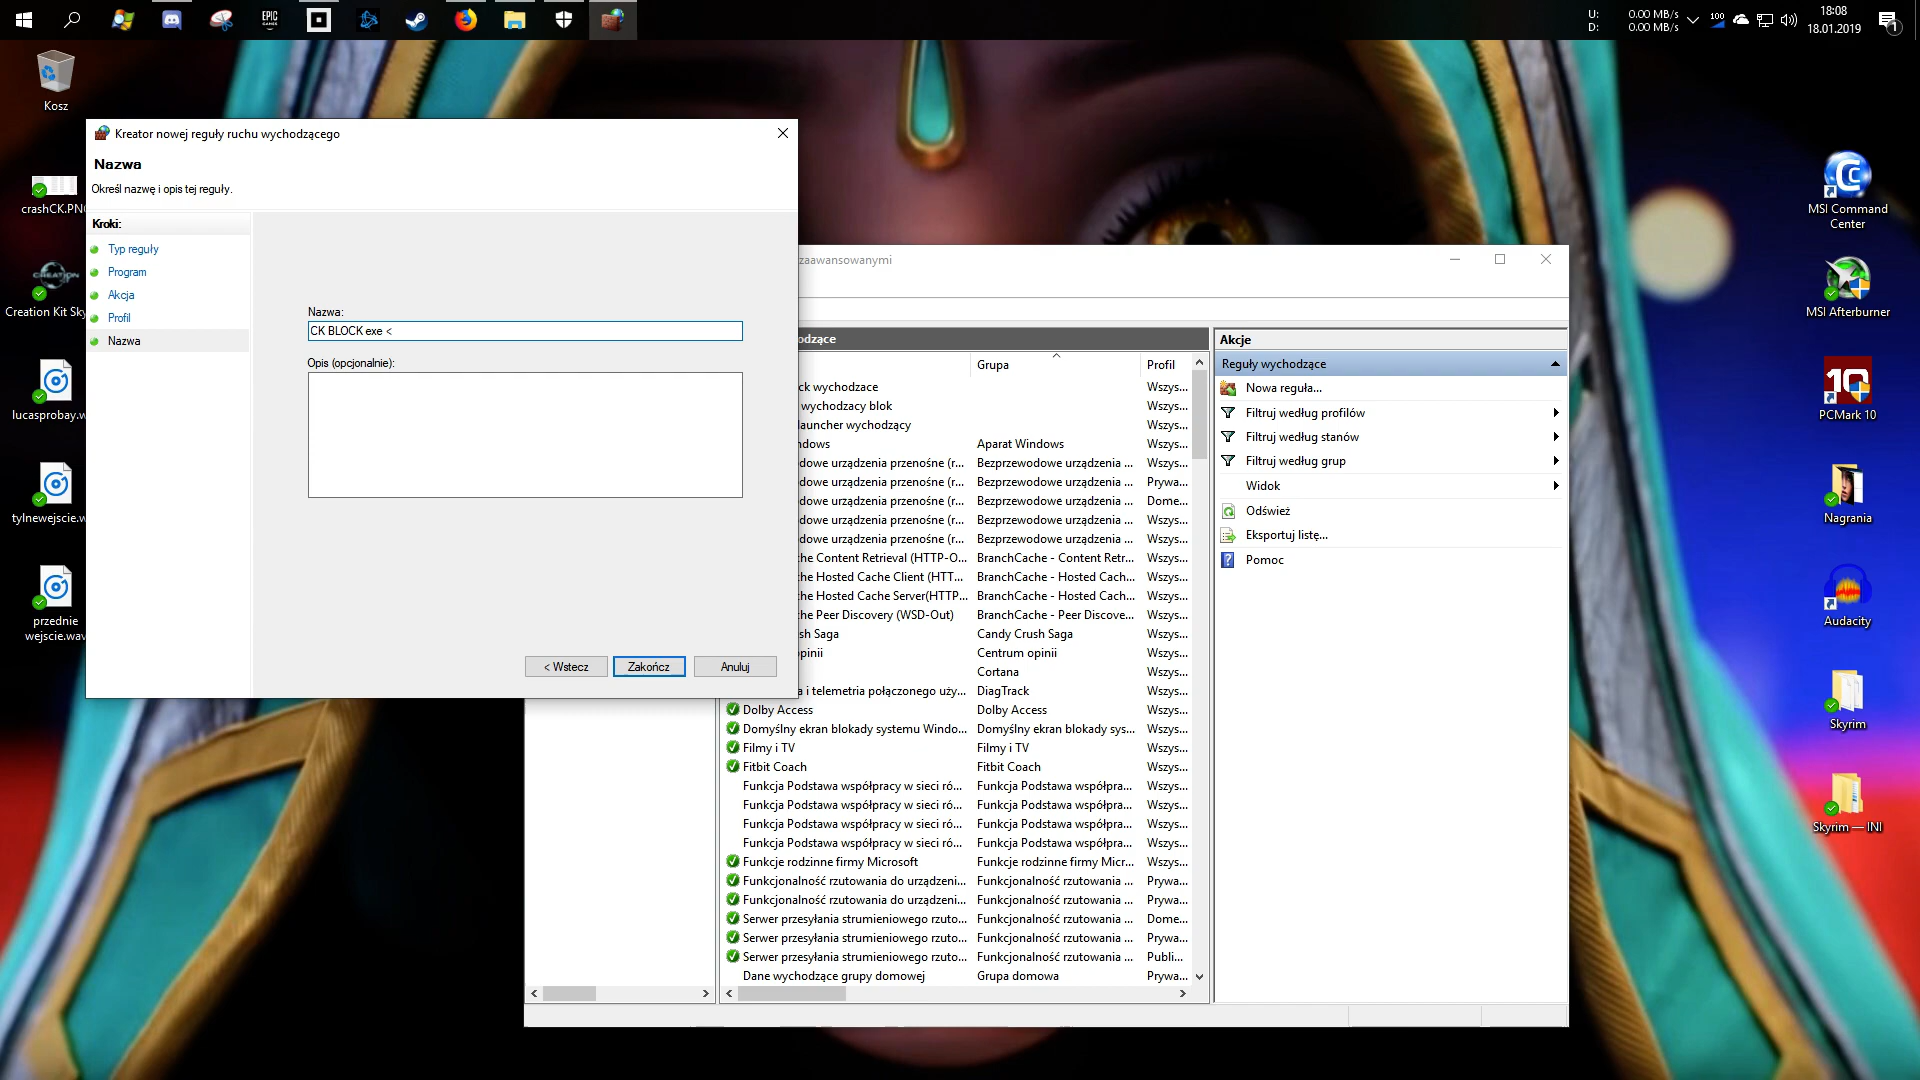 EPIC
GAMES
U: 0.00 MB/s
D: 0.00 MB/s
100
18:08
18.01.2019
1
Kosz
crashCK.PN
Creation Kit Sky
lucasprobay.w
tylnewejscie.w
przednie
wejscie.wav
Kreator nowej reguły ruchu wychodzącego
Nazwa
Określ nazwę i opis tej reguły.
Kroki:
Typ reguły
Program
Akcja
Profil
Nazwa
Nazwa:
CK BLOCK exe <
Opis (opcjonalnie):
< Wstecz
Zakończ
Anuluj
zaawansowanymi
odzące
Grupa Profil
ck wychodzace Wszys...
wychodzacy blok Wszys...
launcher wychodzący Wszys...
ndows Aparat Windows Wszys...
dowe urządzenia przenośne (r... Bezprzewodowe urządzenia ... Wszys...
dowe urządzenia przenośne (r... Bezprzewodowe urządzenia ... Prywa...
dowe urządzenia przenośne (r... Bezprzewodowe urządzenia ... Dome...
dowe urządzenia przenośne (r... Bezprzewodowe urządzenia ... Wszys...
dowe urządzenia przenośne (r... Bezprzewodowe urządzenia ... Wszys...
he Content Retrieval (HTTP-O... BranchCache - Content Retr... Wszys...
he Hosted Cache Client (HTT... BranchCache - Hosted Cach... Wszys...
he Hosted Cache Server(HTTP... BranchCache - Hosted Cach... Wszys...
he Peer Discovery (WSD-Out) BranchCache - Peer Discove... Wszys...
sh Saga Candy Crush Saga Wszys...
pinii Centrum opinii Wszys...
Cortana Wszys...
a i telemetria połączonego uży... DiagTrack Wszys...
Dolby Access Dolby Access Wszys...
Domyślny ekran blokady systemu Windo... Domyślny ekran blokady sys... Wszys...
Filmy i TV Filmy i TV Wszys...
Fitbit Coach Fitbit Coach Wszys...
Funkcja Podstawa współpracy w sieci ró... Funkcja Podstawa współpra... Wszys...
Funkcja Podstawa współpracy w sieci ró... Funkcja Podstawa współpra... Wszys...
Funkcja Podstawa współpracy w sieci ró... Funkcja Podstawa współpra... Wszys...
Funkcja Podstawa współpracy w sieci ró... Funkcja Podstawa współpra... Wszys...
Funkcje rodzinne firmy Microsoft Funkcje rodzinne firmy Micr... Wszys...
Funkcjonalność rzutowania do urządzeni... Funkcjonalność rzutowania ... Prywa...
Funkcjonalność rzutowania do urządzeni... Funkcjonalność rzutowania ... Prywa...
Serwer przesyłania strumieniowego rzuto... Funkcjonalność rzutowania ... Dome...
Serwer przesyłania strumieniowego rzuto... Funkcjonalność rzutowania ... Prywa...
Serwer przesyłania strumieniowego rzuto... Funkcjonalność rzutowania ... Publi...
Dane wychodzące grupy domowej Grupa domowa Prywa...
Akcje
Reguły wychodzące
Nowa reguła...
Filtruj według profilów
Filtruj według stanów
Filtruj według grup
Widok
Odśwież
Eksportuj listę...
Pomoc
MSI Command
Center
MSI Afterburner
10
PCMark 10
Nagrania
Audacity
Skyrim
Skyrim — INI